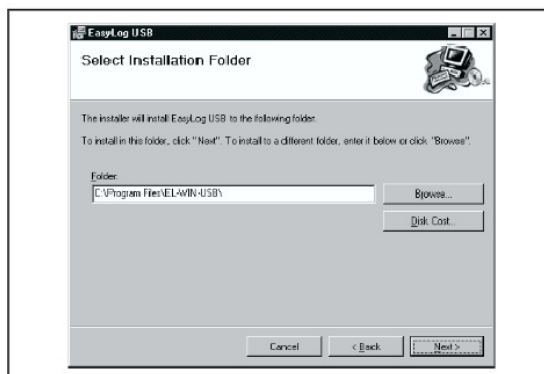 EasyLog USB
Select Installation Folder
The installer will install EasyLog USB to the following folder.
To install in this folder, click "Next". To install to a different folder, enter it below or click "Browse".
Folder:
C:\Program Files\EL-WIN-USB\
Browse...
Disk Cost...
Cancel
< Back
Next >